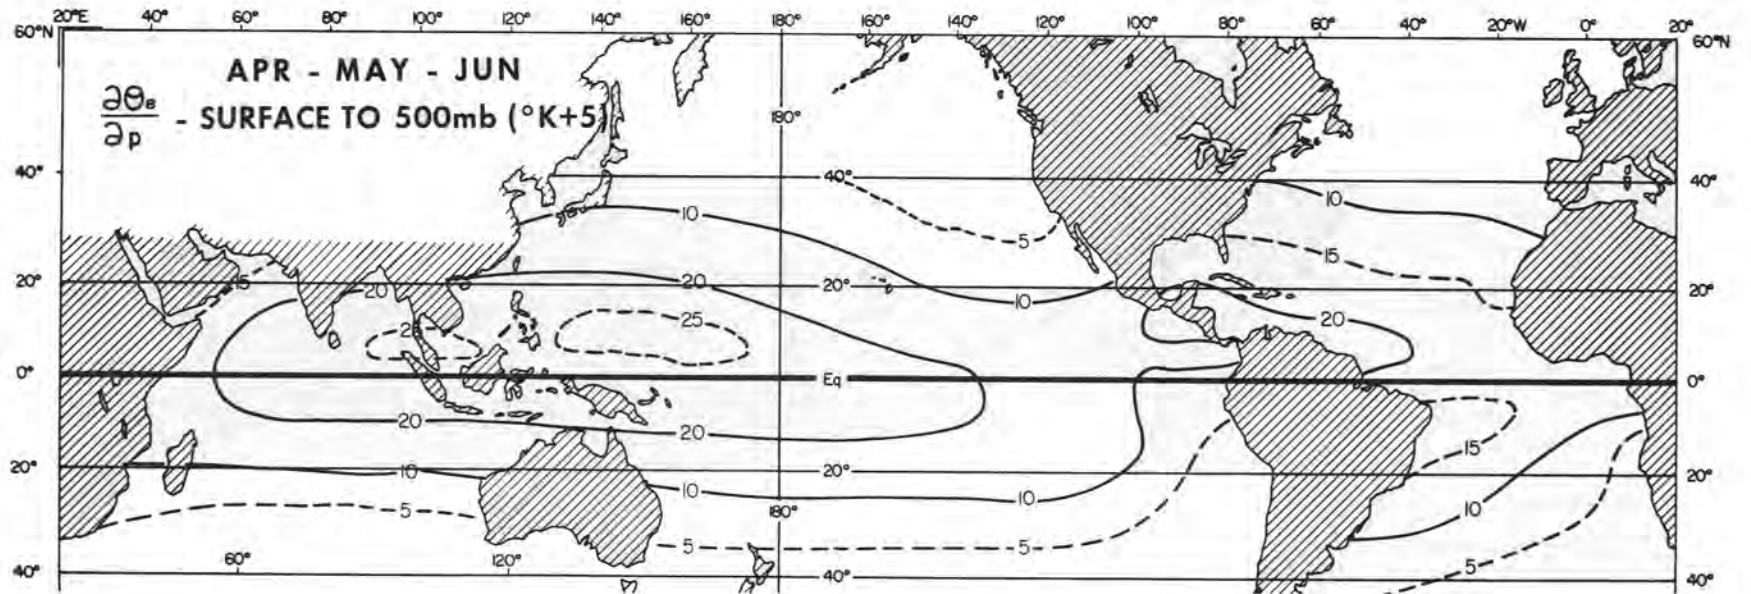 20°E 40° 60° 80° 100° 120° 140° 160° 180° 160° 140° 120° 100° 80° 60° 40° 20°W 0° 20°
60°N 60°N
APR - MAY - JUN
∂θe/∂p - SURFACE TO 500mb (°K+5)
180°
40° 40° 40°
10 10
5 15
20° 15 20 20 20° 10 20 20°
25 25
0° Eq 0°
20 20 15
20° 10 10 20° 10 10 20°
5 180°
5 5 5
60° 120°
40° 40° 40°